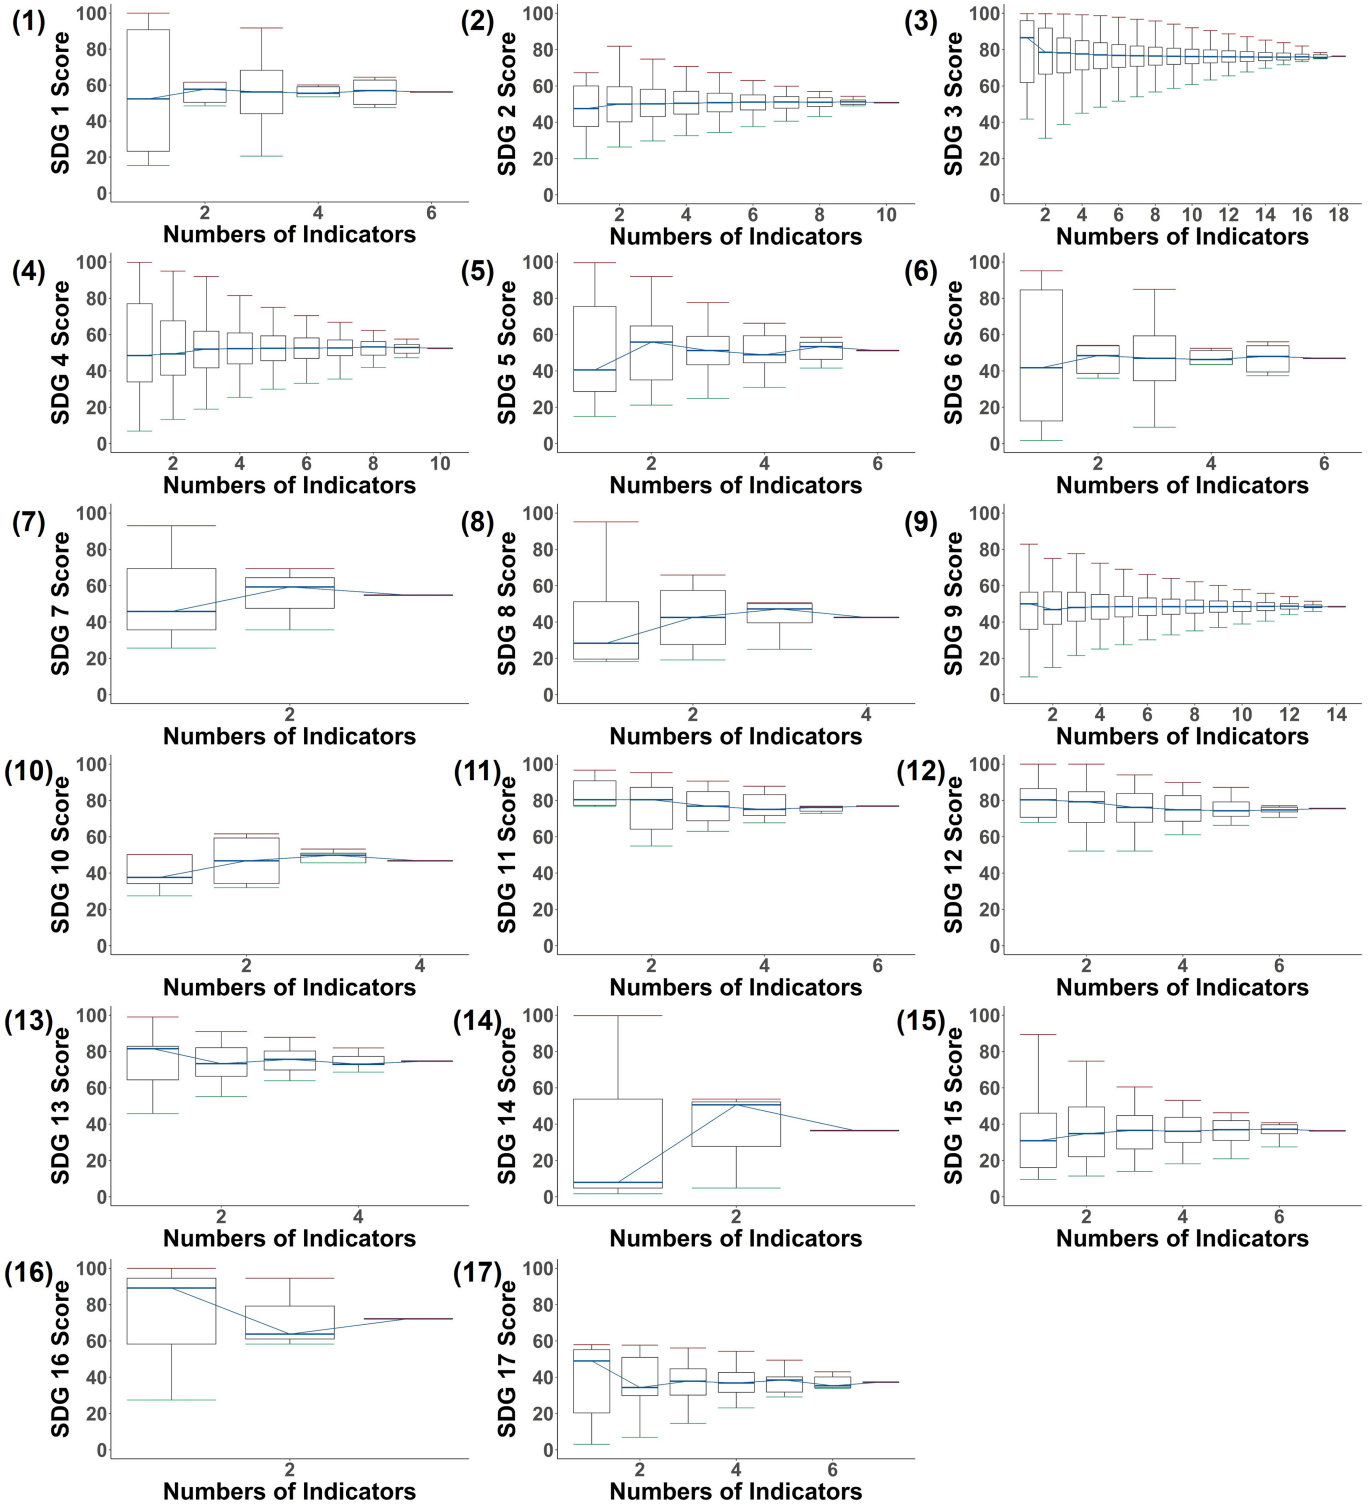 (1)
SDG 1 Score
100
80
60
40
20
0
2 4 6
Numbers of Indicators
(2)
SDG 2 Score
100
80
60
40
20
0
2 4 6 8 10
Numbers of Indicators
(3)
SDG 3 Score
100
80
60
40
20
0
2 4 6 8 10 12 14 16 18
Numbers of Indicators
(4)
SDG 4 Score
100
80
60
40
20
0
2 4 6 8 10
Numbers of Indicators
(5)
SDG 5 Score
100
80
60
40
20
0
2 4 6
Numbers of Indicators
(6)
SDG 6 Score
100
80
60
40
20
0
2 4 6
Numbers of Indicators
(7)
SDG 7 Score
100
80
60
40
20
0
2
Numbers of Indicators
(8)
SDG 8 Score
100
80
60
40
20
0
2 4
Numbers of Indicators
(9)
SDG 9 Score
100
80
60
40
20
0
2 4 6 8 10 12 14
Numbers of Indicators
(10)
SDG 10 Score
100
80
60
40
20
0
2 4
Numbers of Indicators
(11)
SDG 11 Score
100
80
60
40
20
0
2 4 6
Numbers of Indicators
(12)
SDG 12 Score
100
80
60
40
20
0
2 4 6
Numbers of Indicators
(13)
SDG 13 Score
100
80
60
40
20
0
2 4
Numbers of Indicators
(14)
SDG 14 Score
100
80
60
40
20
0
2
Numbers of Indicators
(15)
SDG 15 Score
100
80
60
40
20
0
2 4 6
Numbers of Indicators
(16)
SDG 16 Score
100
80
60
40
20
0
2
Numbers of Indicators
(17)
SDG 17 Score
100
80
60
40
20
0
2 4 6
Numbers of Indicators